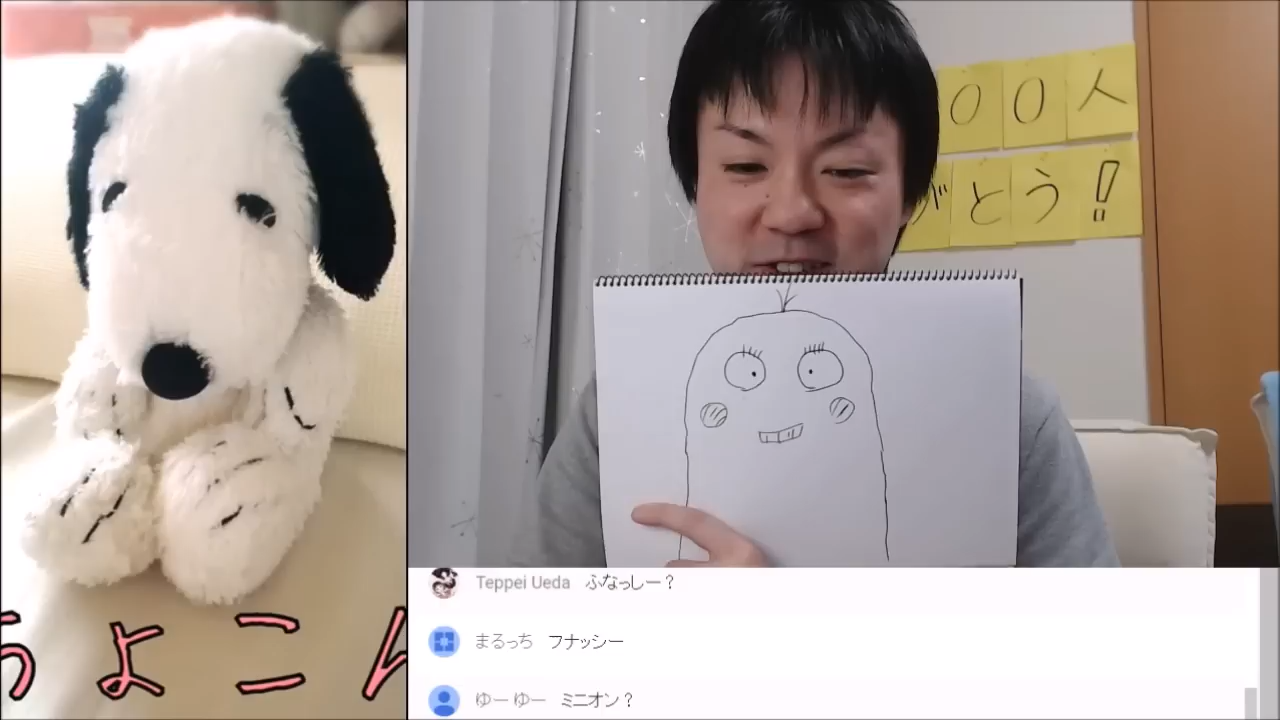 ００人
がとう！
Teppei Ueda ふなっしー？
まるっち フナッシー
ゆー ゆー ミニオン？
ちょこん